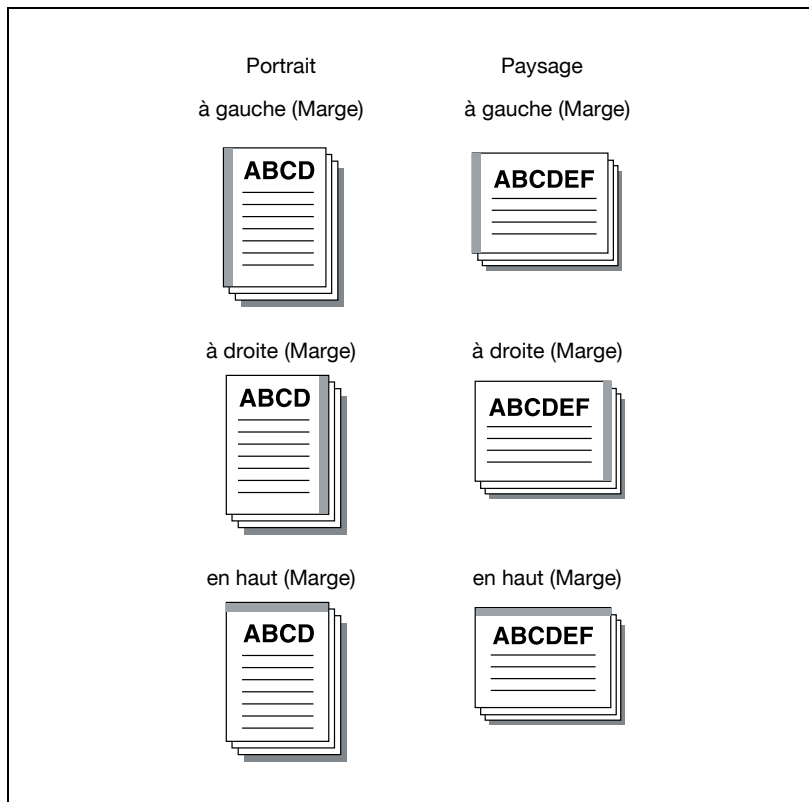 Portrait Paysage
à gauche (Marge) à gauche (Marge)
ABCD ABCDEF
à droite (Marge) à droite (Marge)
ABCD ABCDEF
en haut (Marge) en haut (Marge)
ABCD ABCDEF